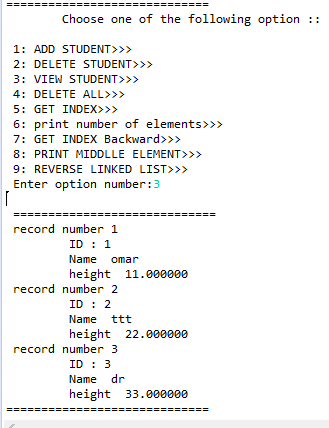 =============================
Choose one of the following option ::
1: ADD STUDENT>>>
2: DELETE STUDENT>>>
3: VIEW STUDENT>>>
4: DELETE ALL>>>
5: GET INDEX>>>
6: print number of elements>>>
7: GET INDEX Backward>>>
8: PRINT MIDDLLE ELEMENT>>>
9: REVERSE LINKED LIST>>>
Enter option number:3
=============================
record number 1
ID : 1
Name  omar
height  11.000000
record number 2
ID : 2
Name  ttt
height  22.000000
record number 3
ID : 3
Name  dr
height  33.000000
=============================